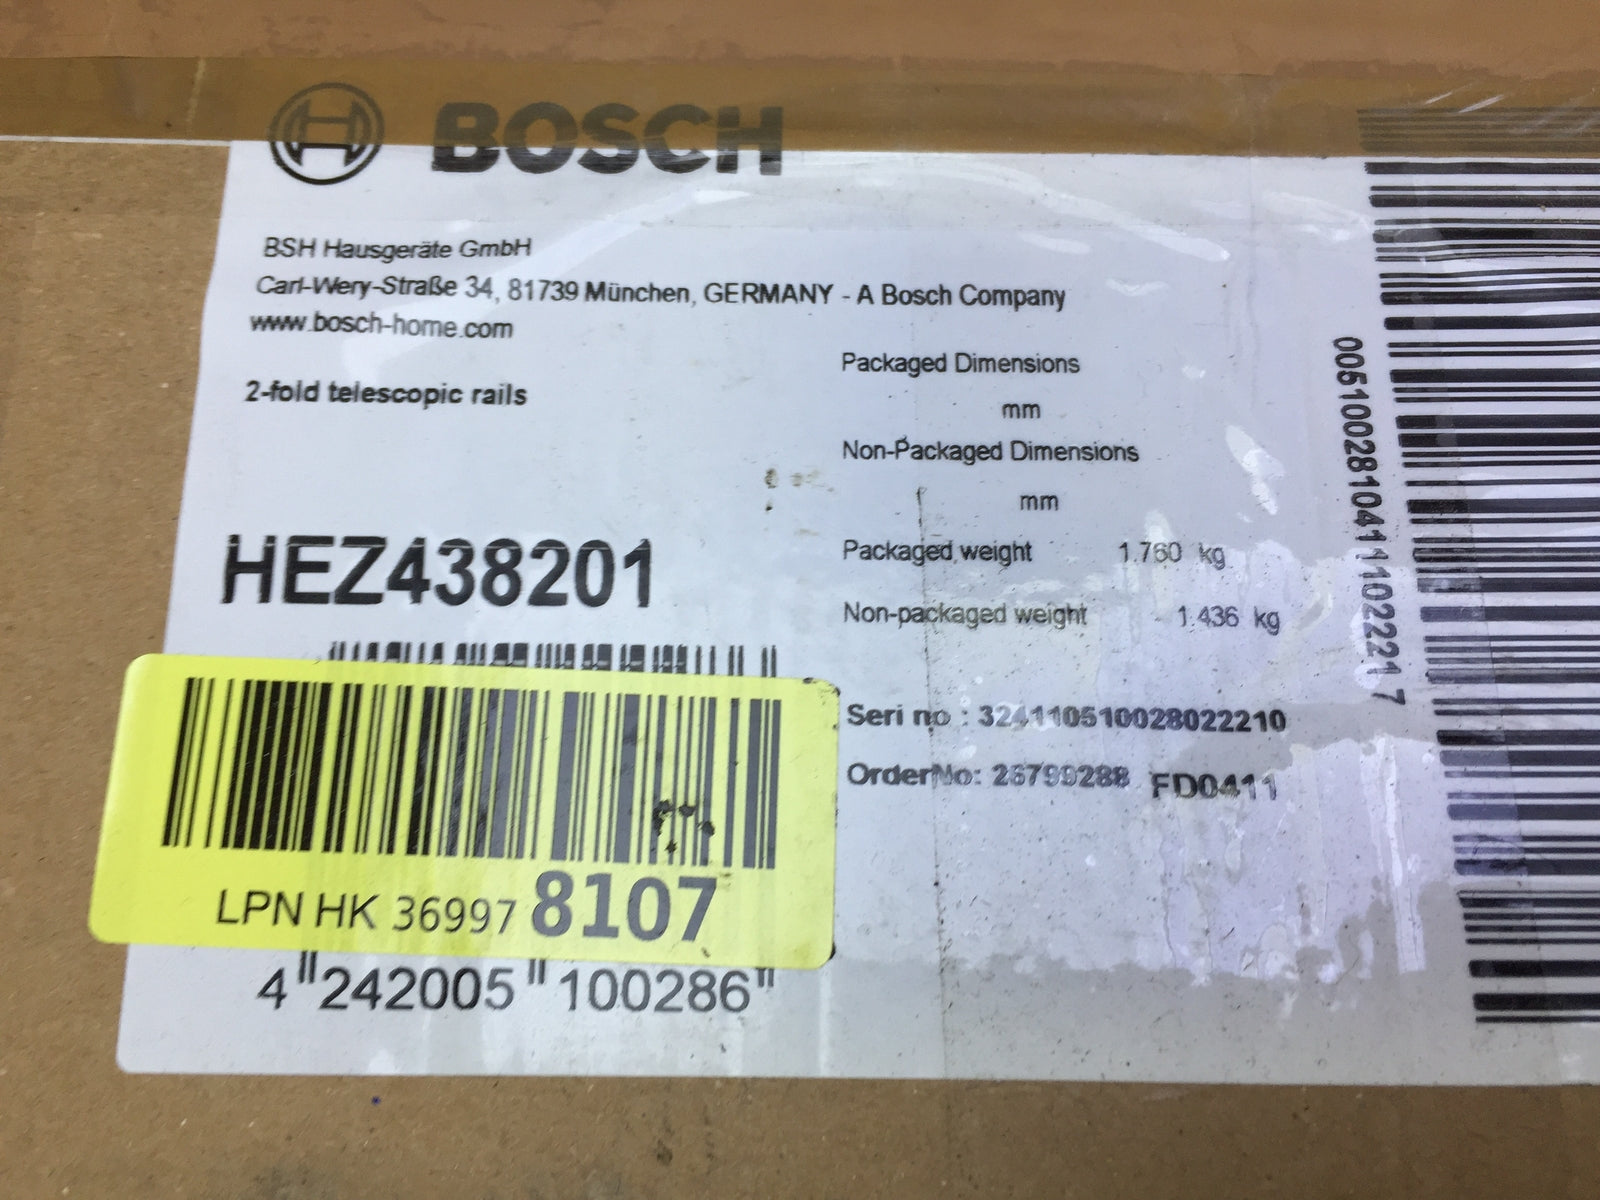 BOSCH
BSH Hausgeräte GmbH
Carl-Wery-Straße 34, 81739 München, GERMANY - A Bosch Company
www.bosch-home.com
2-fold telescopic rails
Packaged Dimensions
mm
Non-Packaged Dimensions
mm
HEZ438201
Packaged weight 1.760 kg
Non-packaged weight 1.436 kg
Seri no : 324110510028022210
OrderNo: 26799288 FD0411
LPN HK 36997 8107
4 242005 100286
00510028104111022217